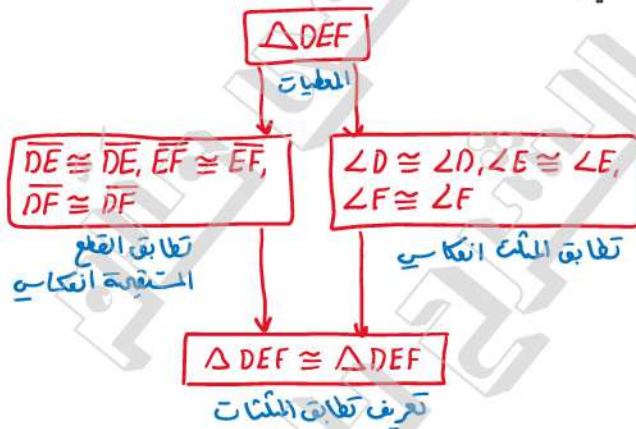 △DEF
المعطيات
DE ≅ DE, EF ≅ EF,
DF ≅ DF
∠D ≅ ∠D, ∠E ≅ ∠E,
∠F ≅ ∠F
تطابق القطع
المستقيمة انعكاسي
تطابق المثلث انعكاسي
△ DEF ≅ △ DEF
تعريف تطابق المثلثات